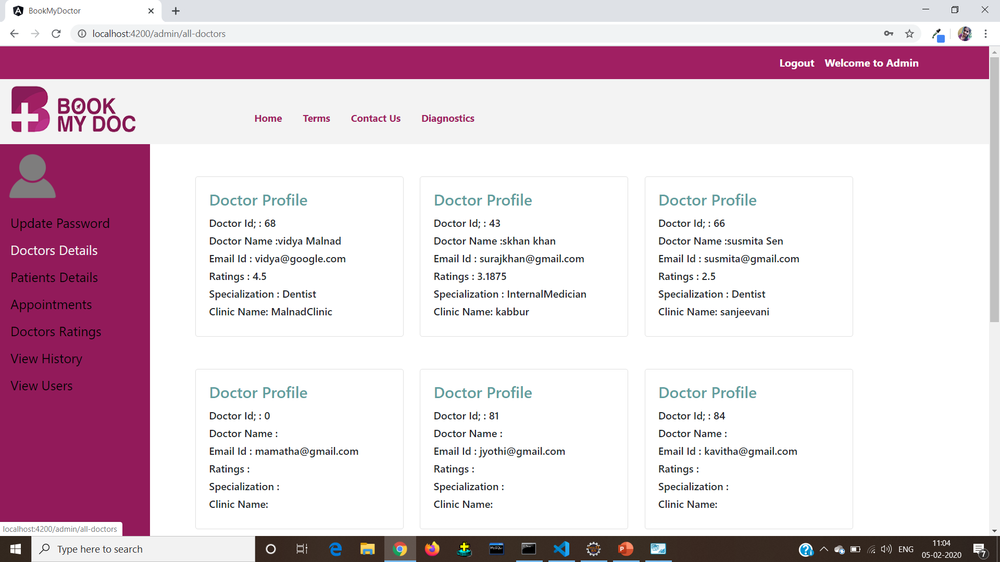 BookMyDoctor
localhost:4200/admin/all-doctors
Logout Welcome to Admin
BOOK
MY DOC
Home Terms Contact Us Diagnostics
Update Password
Doctors Details
Patients Details
Appointments
Doctors Ratings
View History
View Users
Doctor Profile
Doctor Id; : 68
Doctor Name :vidya Malnad
Email Id : vidya@google.com
Ratings : 4.5
Specialization : Dentist
Clinic Name: MalnadClinic
Doctor Profile
Doctor Id; : 43
Doctor Name :skhan khan
Email Id : surajkhan@gmail.com
Ratings : 3.1875
Specialization : InternalMedician
Clinic Name: kabbur
Doctor Profile
Doctor Id; : 66
Doctor Name :susmita Sen
Email Id : susmita@gmail.com
Ratings : 2.5
Specialization : Dentist
Clinic Name: sanjeevani
Doctor Profile
Doctor Id; : 0
Doctor Name :
Email Id : mamatha@gmail.com
Ratings :
Specialization :
Clinic Name:
Doctor Profile
Doctor Id; : 81
Doctor Name :
Email Id : jyothi@gmail.com
Ratings :
Specialization :
Clinic Name:
Doctor Profile
Doctor Id; : 84
Doctor Name :
Email Id : kavitha@gmail.com
Ratings :
Specialization :
Clinic Name:
localhost:4200/admin/all-doctors
Type here to search
ENG
11:04
05-02-2020
7